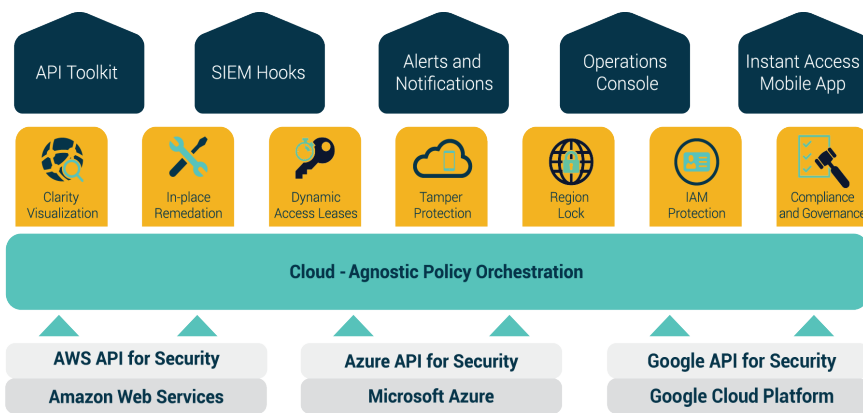 API Toolkit
SIEM Hooks
Alerts and
Notifications
Operations
Console
Instant Access
Mobile App
Clarity
Visualization
In-place
Remedation
Dynamic
Access Leases
Tamper
Protection
Region
Lock
IAM
Protection
Compliance
and Governance
Cloud - Agnostic Policy Orchestration
AWS API for Security
Azure API for Security
Google API for Security
Amazon Web Services
Microsoft Azure
Google Cloud Platform